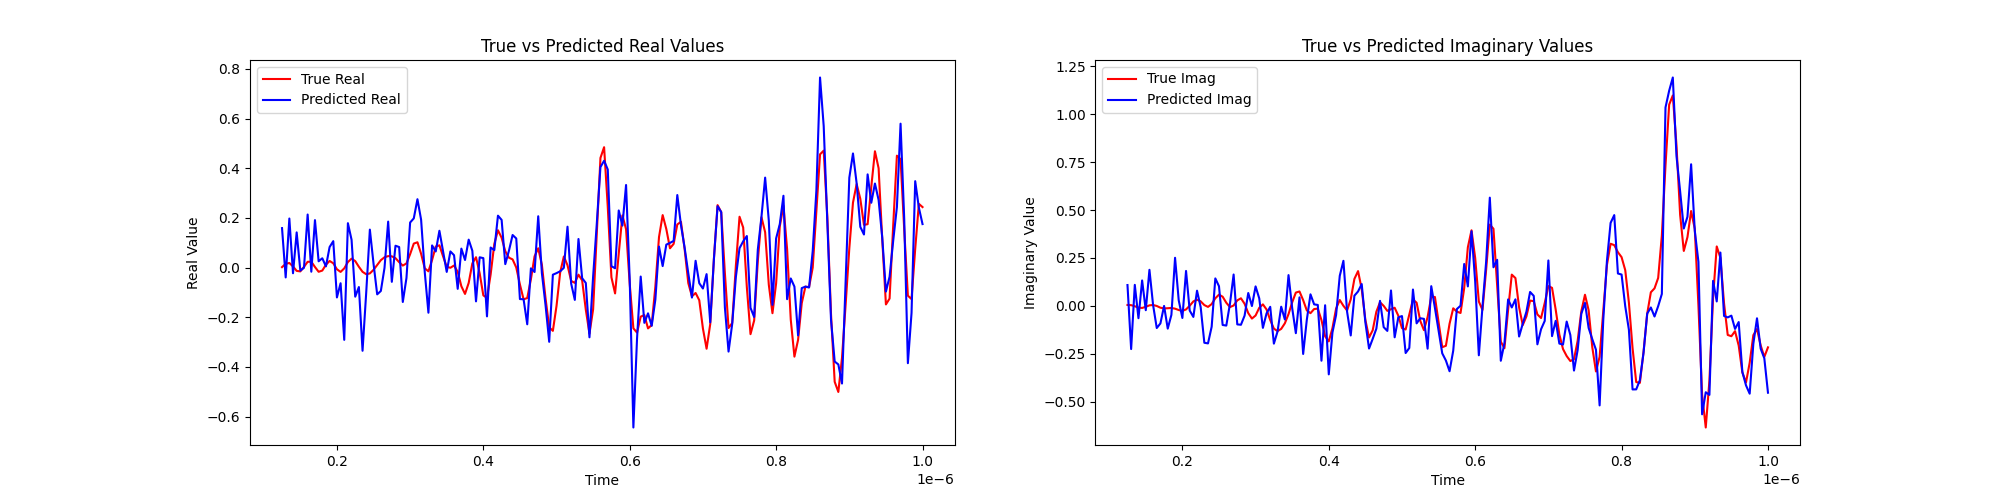 True vs Predicted Real Values
True Real
Predicted Real
Real Value
0.8
0.6
0.4
0.2
0.0
−0.2
−0.4
−0.6
0.2
0.4
0.6
0.8
1.0
1e−6
Time
True vs Predicted Imaginary Values
True Imag
Predicted Imag
Imaginary Value
1.25
1.00
0.75
0.50
0.25
0.00
−0.25
−0.50
0.2
0.4
0.6
0.8
1.0
1e−6
Time